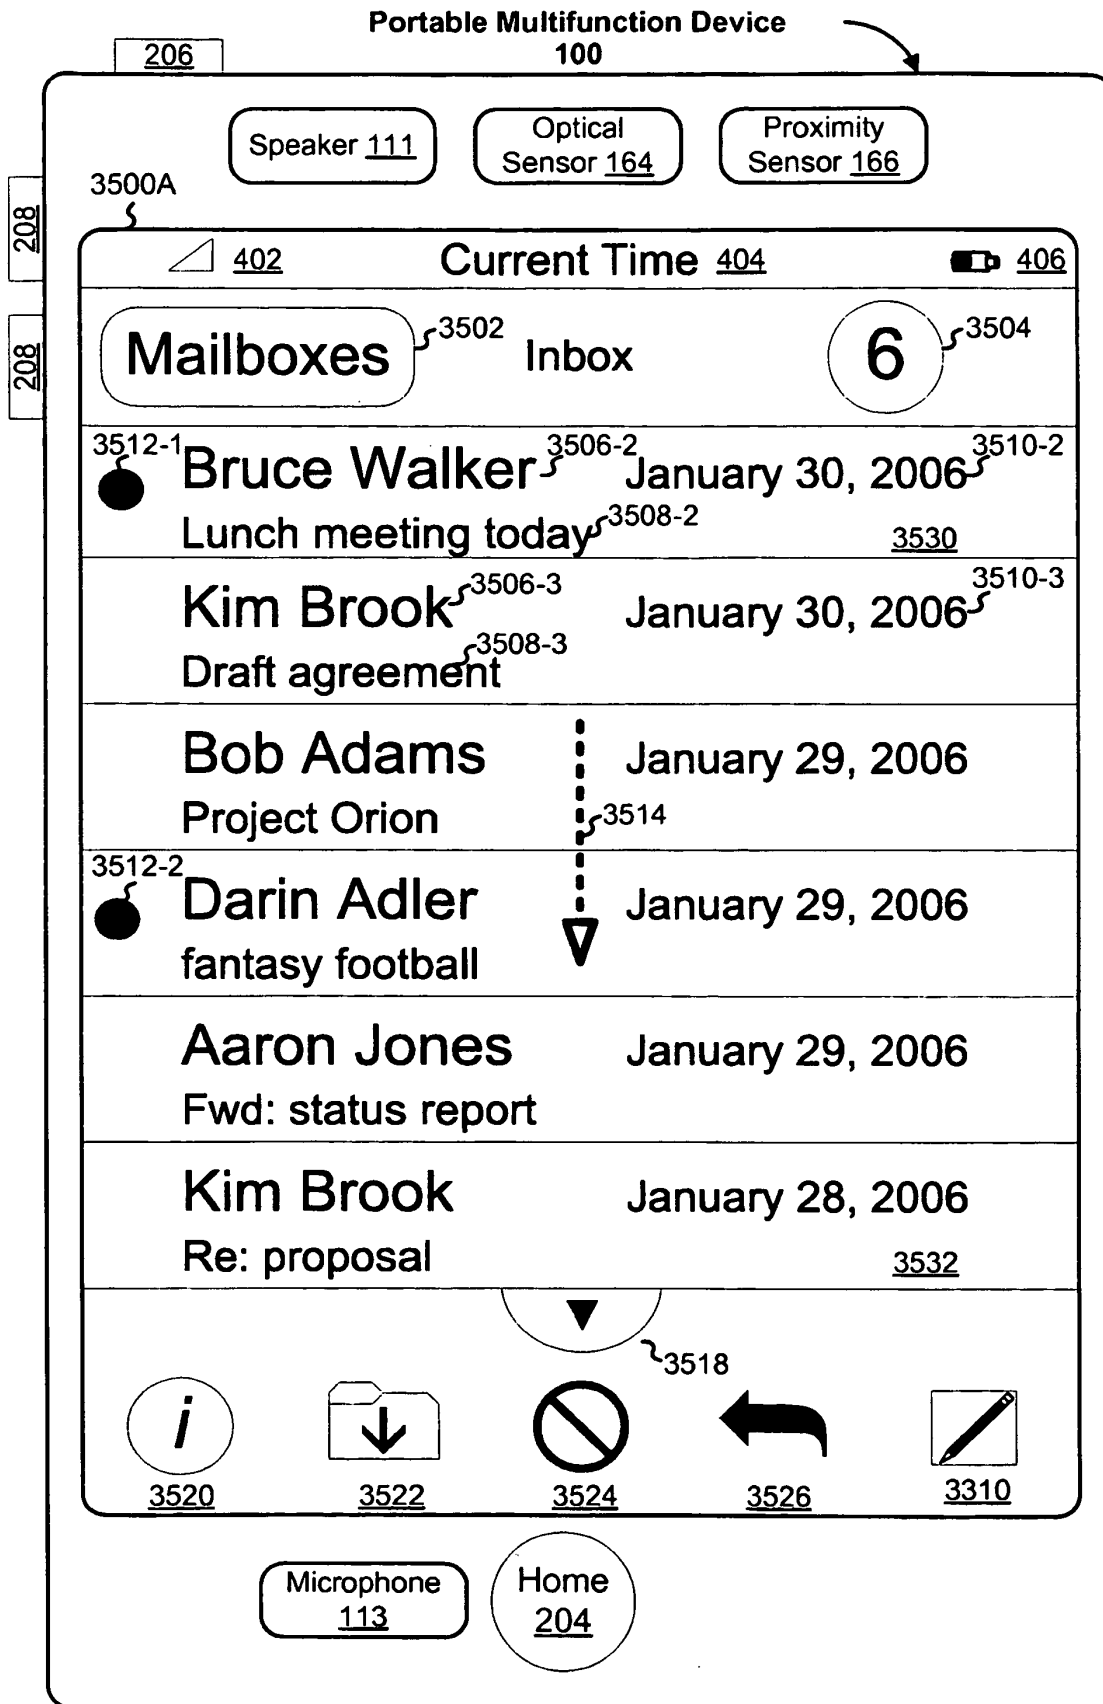 Portable Multifunction Device
100
206
Speaker 111
Optical
Sensor 164
Proximity
Sensor 166
208
3500A
402
Current Time 404
406
208
Mailboxes
3502
Inbox
6
3504
3512-1
Bruce Walker
3506-2
January 30, 2006
3510-2
Lunch meeting today
3508-2
3530
Kim Brook
3506-3
January 30, 2006
3510-3
Draft agreement
3508-3
Bob Adams
January 29, 2006
Project Orion
3514
3512-2
Darin Adler
January 29, 2006
fantasy football
Aaron Jones
January 29, 2006
Fwd: status report
Kim Brook
January 28, 2006
Re: proposal
3532
3518
i
3520
3522
3524
3526
3310
Microphone
113
Home
204